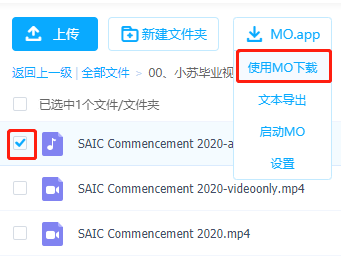 上传
新建文件夹
MO.app
返回上一级 | 全部文件 > 00、小苏毕业视
使用MO下载
已选中1个文件/文件夹
文本导出
SAIC Commencement 2020-a
启动MO
设置
SAIC Commencement 2020-videoonly.mp4
SAIC Commencement 2020.mp4